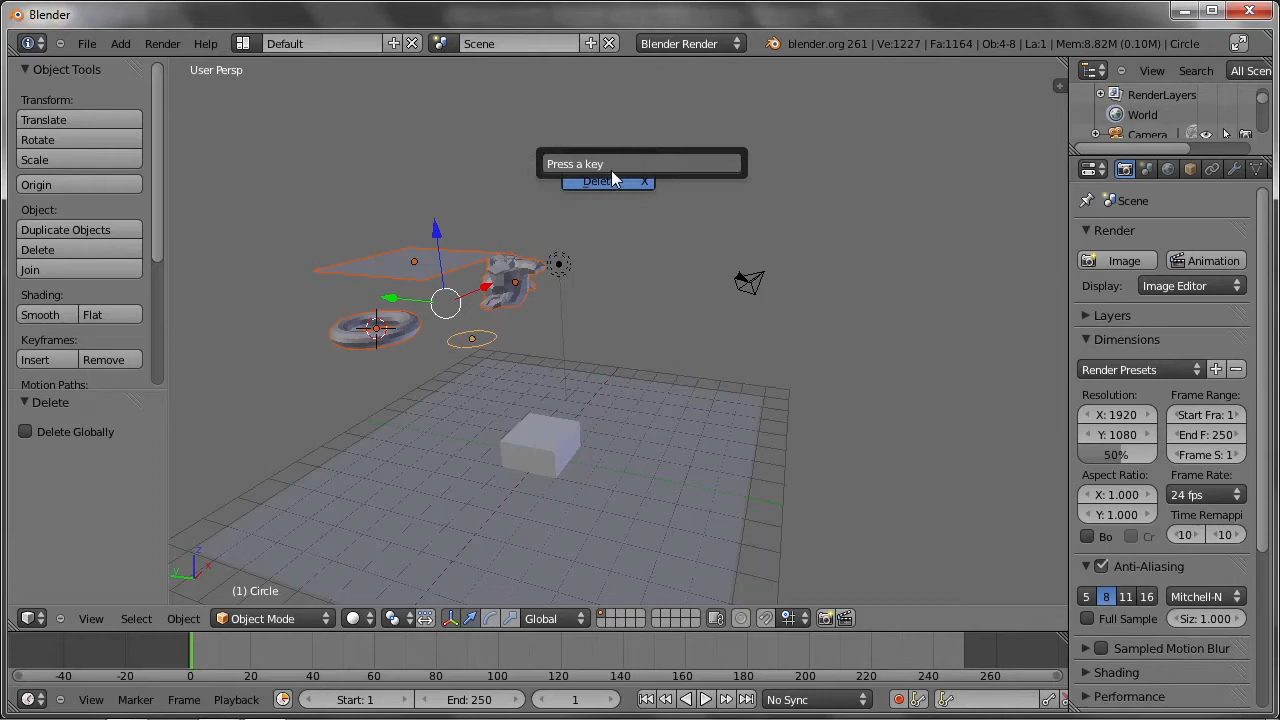 Blender
File Add Render Help Default Scene Blender Render blender.org 261 | Ve:1227 | Fa:1164 | Ob:4-8 | La:1 | Mem:8.82M (0.10M) | Circle
Object Tools
Transform:
Translate
Rotate
Scale
Origin
Object:
Duplicate Objects
Delete
Join
Shading:
Smooth Flat
Keyframes:
Insert Remove
Motion Paths:
Delete
Delete Globally
User Persp
Press a key
Delete X
z
y x
(1) Circle
View Search All Scen
RenderLayers
World
Camera
Scene
Render
Image Animation
Display: Image Editor
Layers
Dimensions
Render Presets
Resolution: Frame Range:
X: 1920 Start Fra: 1
Y: 1080 End F: 250
50% Frame S: 1
Aspect Ratio: Frame Rate:
X: 1.000 24 fps
Y: 1.000 Time Remappi
Bo Cr 10 10
Anti-Aliasing
5 8 11 16 Mitchell-N
Full Sample Siz: 1.000
Sampled Motion Blur
Shading
Performance
View Select Object Object Mode Global
-40 -20 0 20 40 60 80 100 120 140 160 180 200 220 240 260
View Marker Frame Playback Start: 1 End: 250 1 No Sync